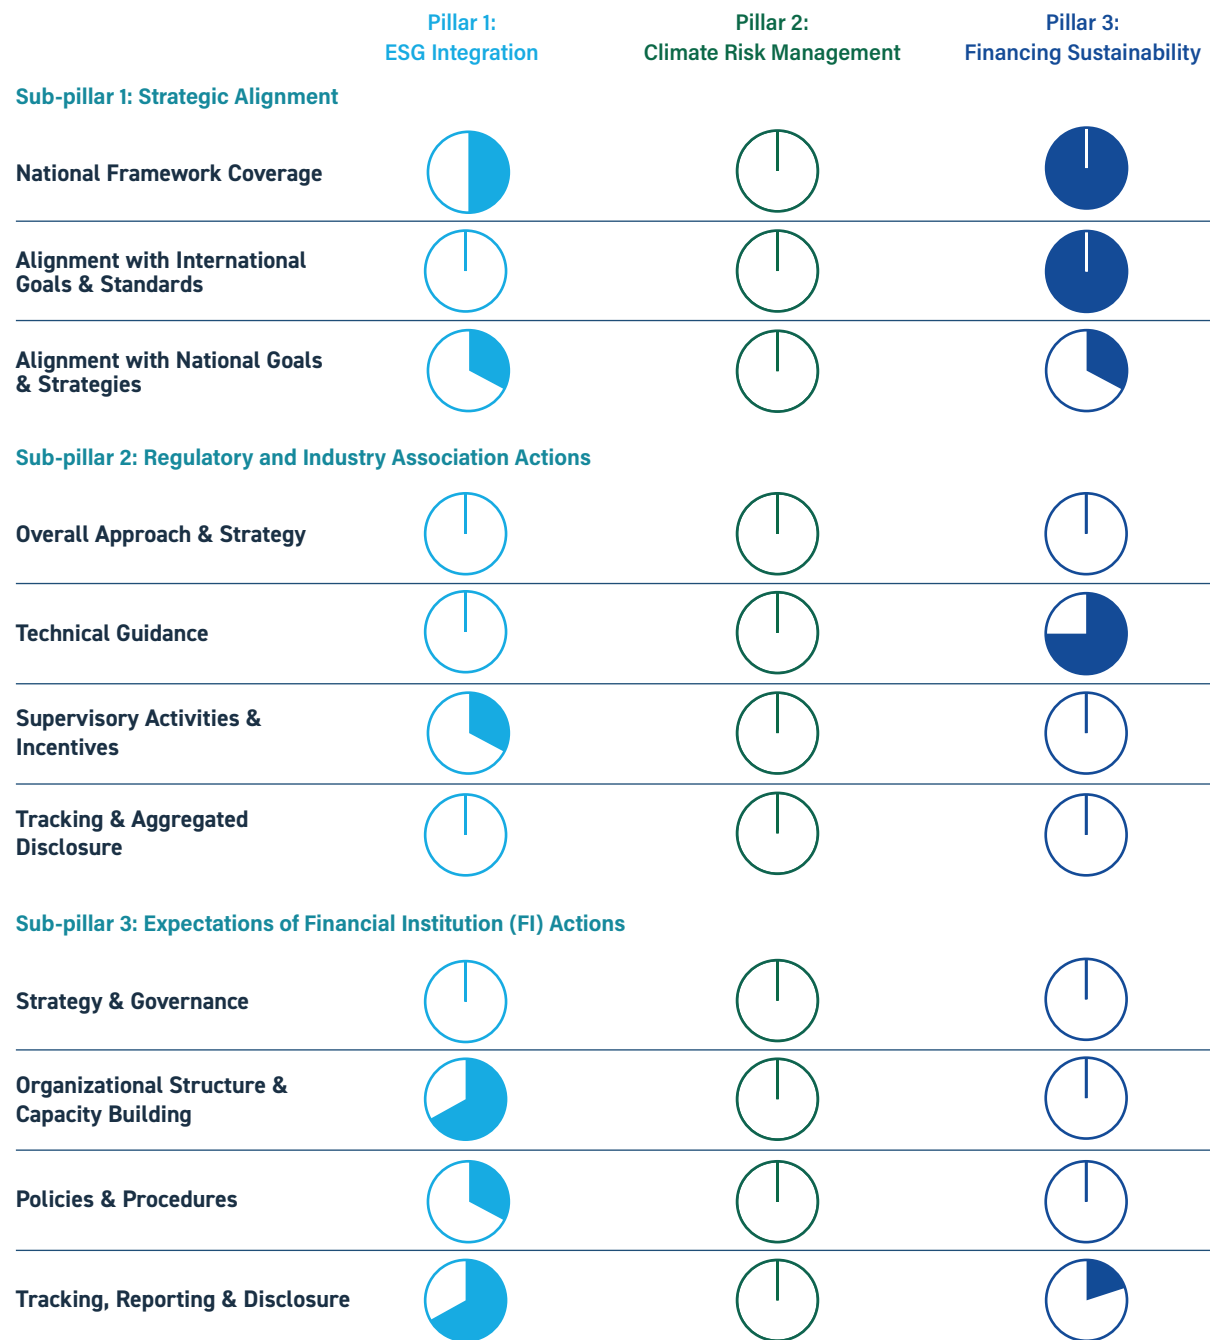 Pillar 1:
ESG Integration
Pillar 2:
Climate Risk Management
Pillar 3:
Financing Sustainability
Sub-pillar 1: Strategic Alignment
National Framework Coverage
Alignment with International
Goals & Standards
Alignment with National Goals
& Strategies
Sub-pillar 2: Regulatory and Industry Association Actions
Overall Approach & Strategy
Technical Guidance
Supervisory Activities &
Incentives
Tracking & Aggregated
Disclosure
Sub-pillar 3: Expectations of Financial Institution (FI) Actions
Strategy & Governance
Organizational Structure &
Capacity Building
Policies & Procedures
Tracking, Reporting & Disclosure